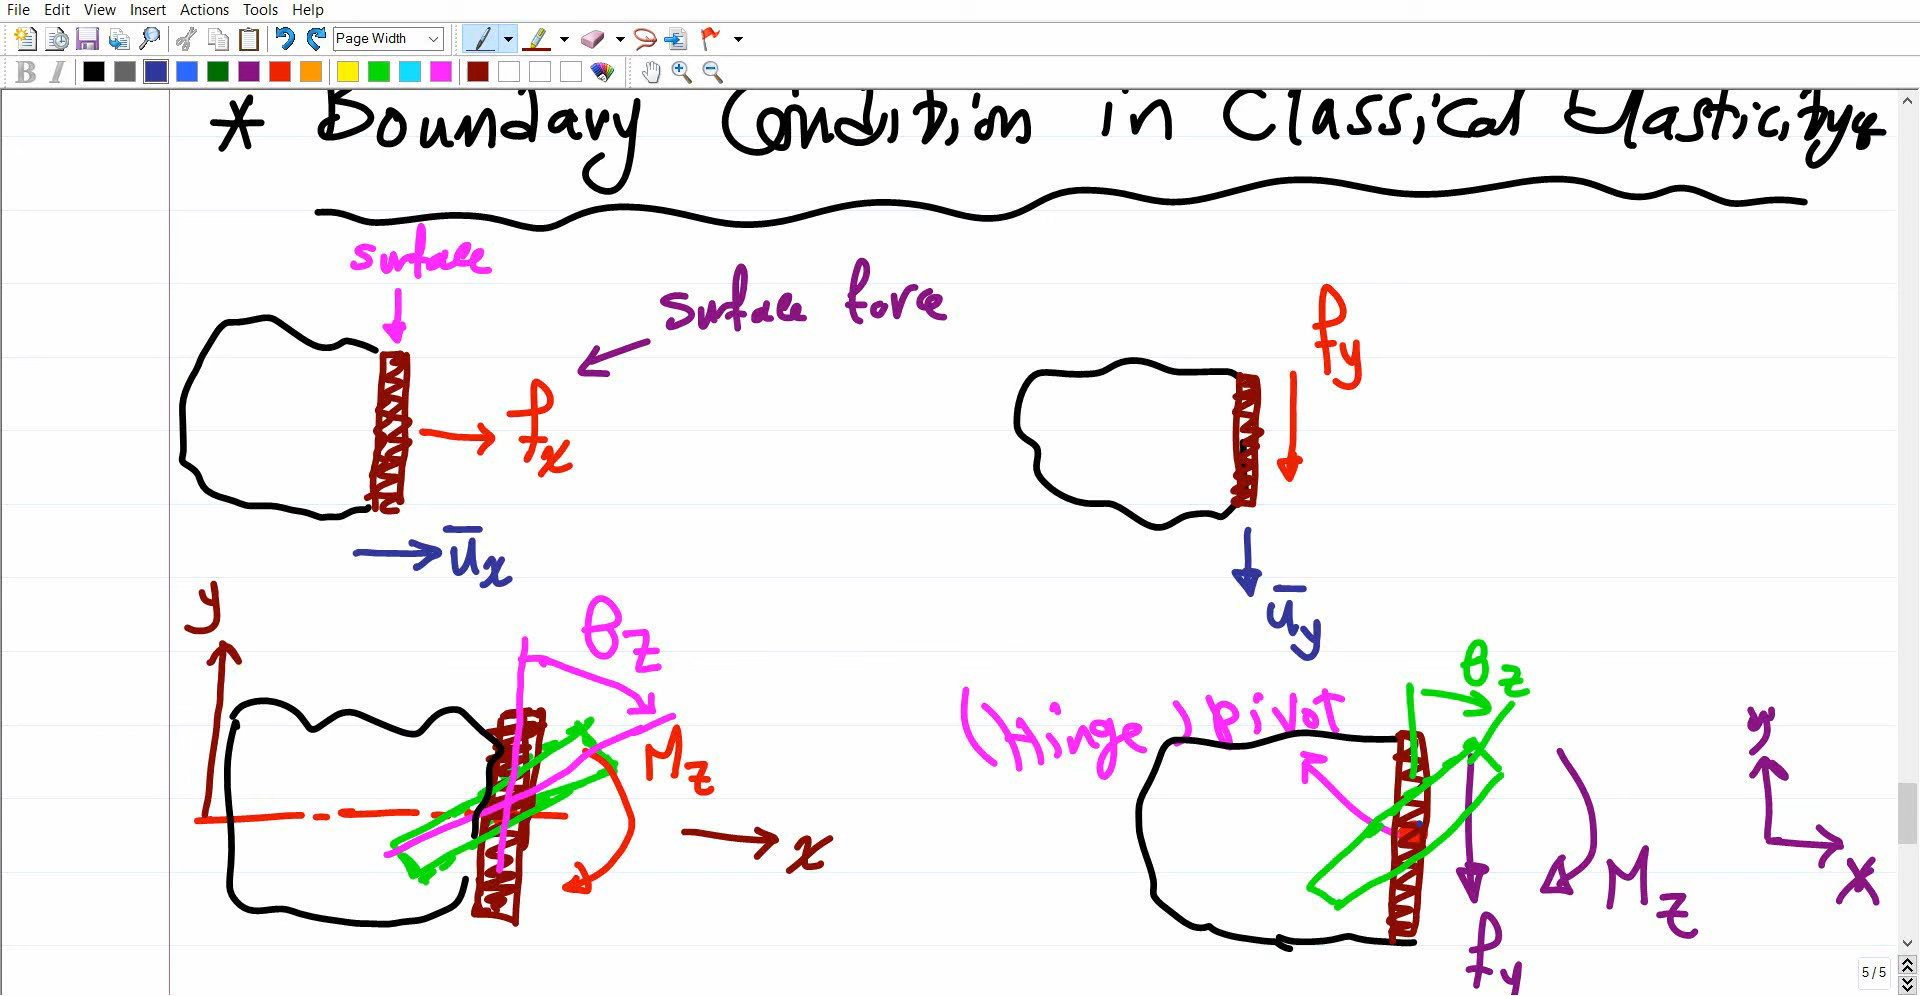 File Edit View Insert Actions Tools Help
Page Width
B I
* Boundary Condition in Classical Elasticity
surface
surface force
fx
fy
ūx
ūy
y
θz
Mz
x
(Hinge) pivot
θz
y
x
Mz
fy
5 / 5